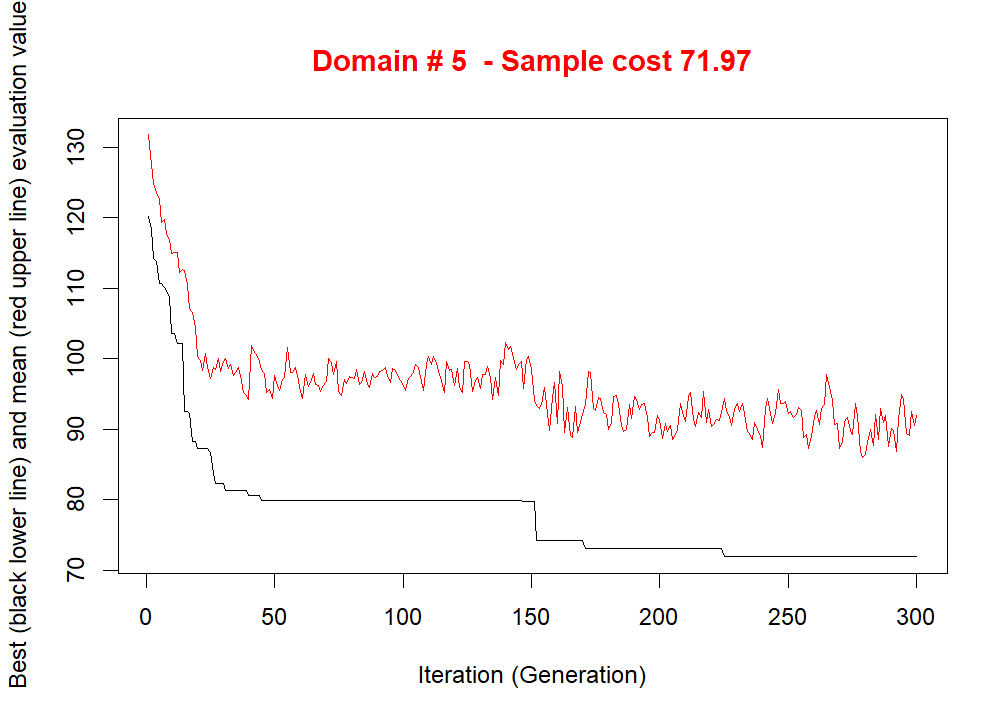 Domain # 5  - Sample cost 71.97
Best (black lower line) and mean (red upper line) evaluation value
130
120
110
100
90
80
70
0 50 100 150 200 250 300
Iteration (Generation)